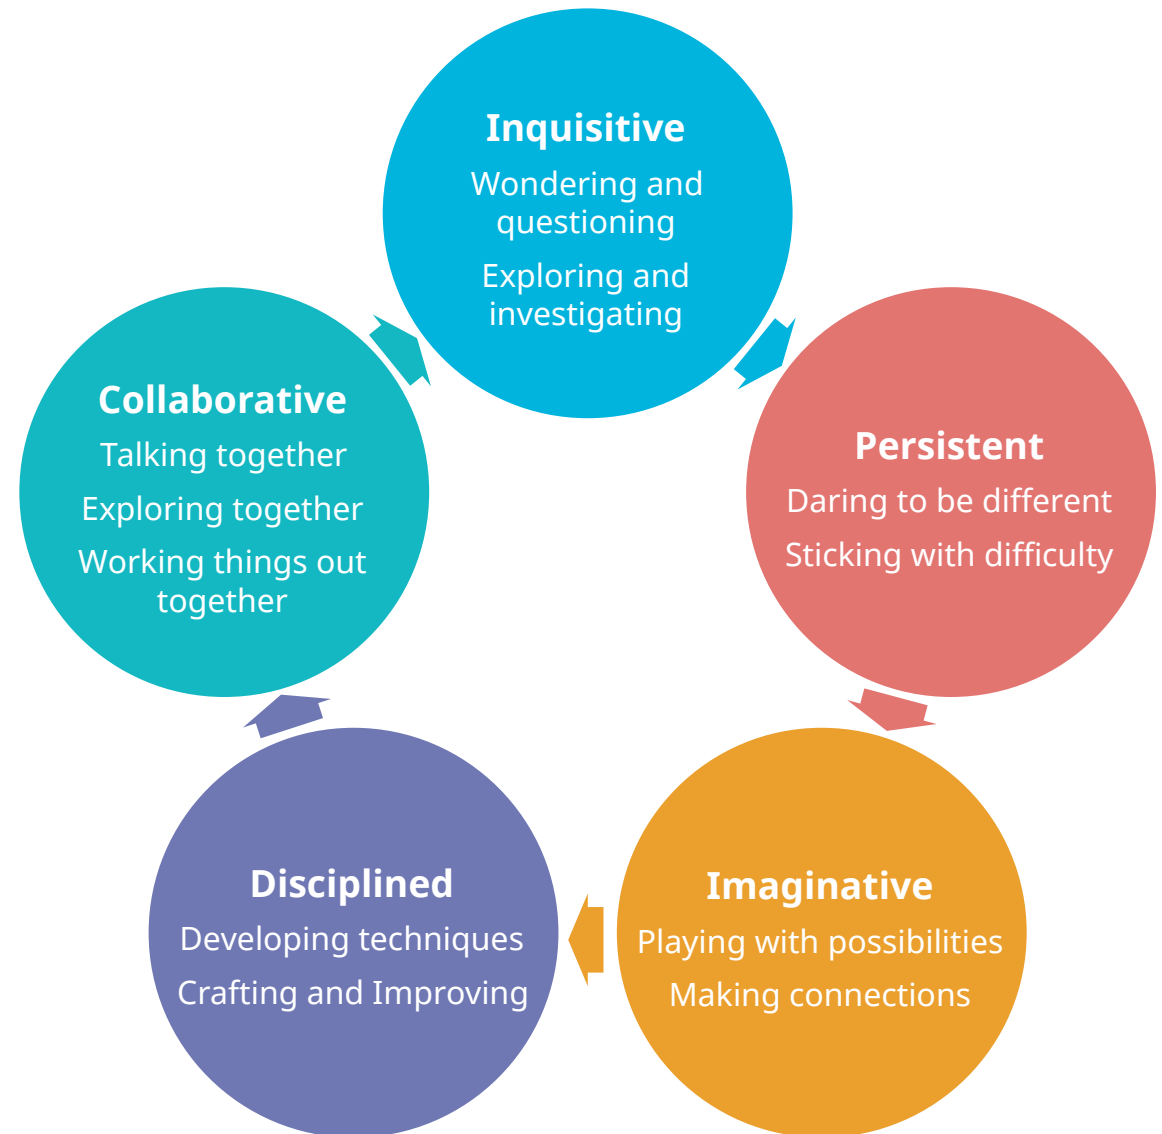 Inquisitive
Wondering and
questioning
Exploring and
investigating
Persistent
Daring to be different
Sticking with difficulty
Imaginative
Playing with possibilities
Making connections
Disciplined
Developing techniques
Crafting and Improving
Collaborative
Talking together
Exploring together
Working things out
together